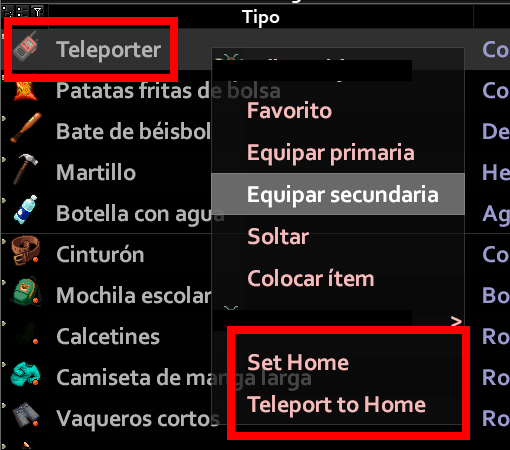 Tipo
Teleporter
Co
Patatas fritas de bolsa
Co
Favorito
Bate de béisbol
De
Equipar primaria
Martillo
He
Equipar secundaria
Botella con agua
Ag
Soltar
Cinturón
Co
Colocar ítem
Mochila escolar
Bo
>
Calcetines
Ro
Set Home
Camiseta de manga larga
Ro
Teleport to Home
Vaqueros cortos
Ro